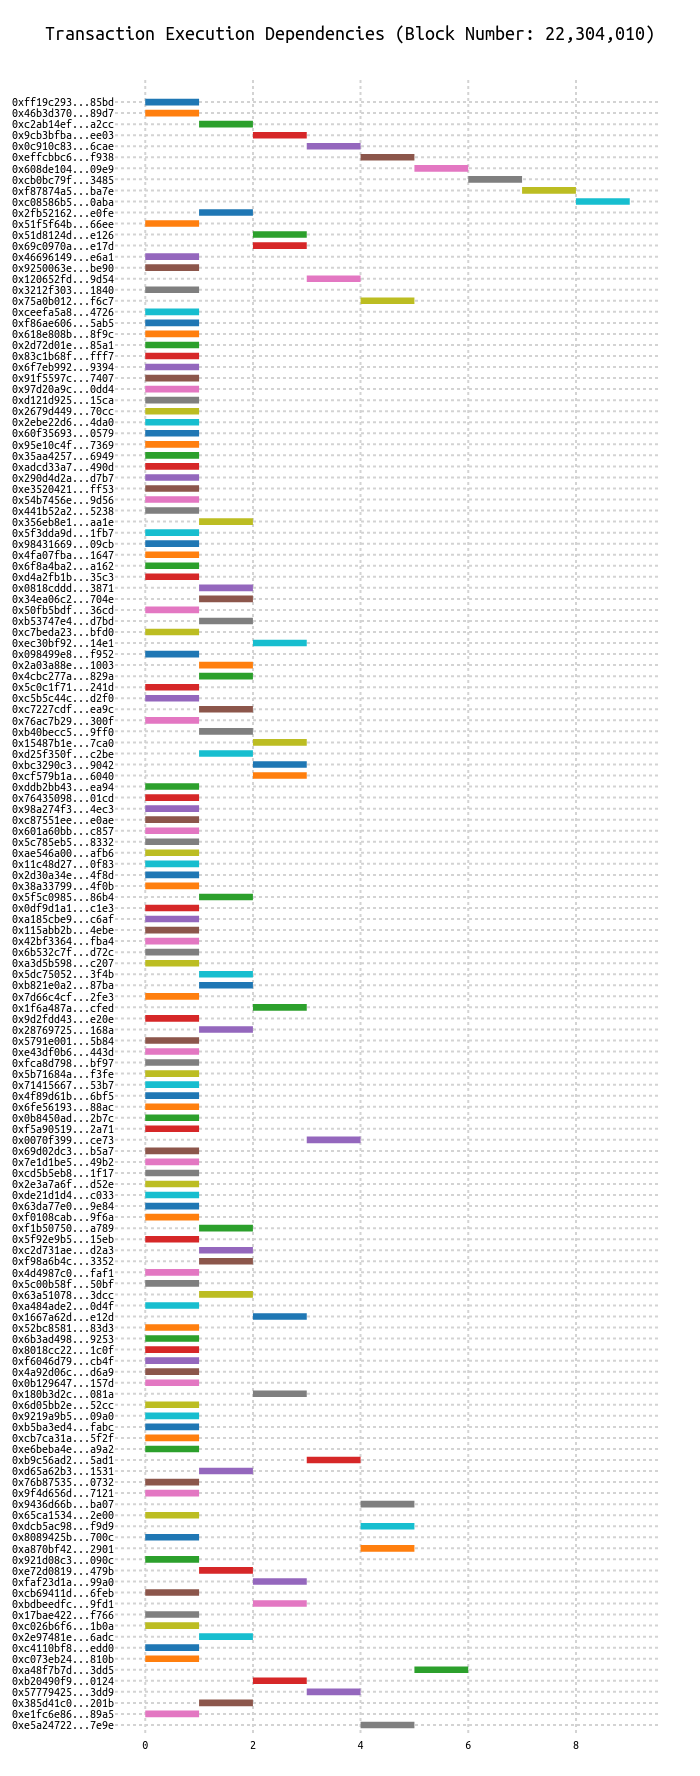 Transaction Execution Dependencies (Block Number: 22,304,010)
0xff19c293...85bd
0x46b3d370...89d7
0xc2ab14ef...a2cc
0x9cb3bfba...ee03
0x0c910c83...6cae
0xeffcbbc6...f938
0x608de104...09e9
0xcb0bc79f...3485
0xf87874a5...ba7e
0xc08586b5...0aba
0x2fb52162...e0fe
0x51f5f64b...66ee
0x51d8124d...e126
0x69c0970a...e17d
0x46696149...e6a1
0x9250063e...be90
0x120652fd...9d54
0x3212f303...1840
0x75a0b012...f6c7
0xceefa5a8...4726
0xf86ae606...5ab5
0x618e808b...8f9c
0x2d72d01e...85a1
0x83c1b68f...fff7
0x6f7eb992...9394
0x91f5597c...7407
0x97d20a9c...0dd4
0xd121d925...15ca
0x2679d449...70cc
0x2ebe22d6...4da0
0x60f35693...0579
0x95e10c4f...7369
0x35aa4257...6949
0xadcd33a7...490d
0x290d4d2a...d7b7
0xe3520421...ff53
0x54b7456e...9d56
0x441b52a2...5238
0x356eb8e1...aa1e
0x5f3dda9d...1fb7
0x98431669...09cb
0x4fa07fba...1647
0x6f8a4ba2...a162
0xd4a2fb1b...35c3
0x0818cddd...3871
0x34ea06c2...704e
0x50fb5bdf...36cd
0xb53747e4...d7bd
0xc7beda23...bfd0
0xec30bf92...14e1
0x098499e8...f952
0x2a03a88e...1003
0x4cbc277a...829a
0x5c0c1f71...241d
0xc5b5c44c...d2f0
0xc7227cdf...ea9c
0x76ac7b29...300f
0xb40becc5...9ff0
0x15487b1e...7ca0
0xd25f350f...c2be
0xbc3290c3...9042
0xcf579b1a...6040
0xddb2bb43...ea94
0x76435098...01cd
0x98a274f3...4ec3
0xc87551ee...e0ae
0x601a60bb...c857
0x5c785eb5...8332
0xae546a00...afb6
0x11c48d27...0f83
0x2d30a34e...4f8d
0x38a33799...4f0b
0x5f5c0985...86b4
0x0df9d1a1...c1e3
0xa185cbe9...c6af
0x115abb2b...4ebe
0x42bf3364...fba4
0x6b532c7f...d72c
0xa3d5b598...c207
0x5dc75052...3f4b
0xb821e0a2...87ba
0x7d66c4cf...2fe3
0x1f6a487a...cfed
0x9d2fdd43...e20e
0x28769725...168a
0x5791e001...5b84
0xe43df0b6...443d
0xfca8d798...bf97
0x5b71684a...f3fe
0x71415667...53b7
0x4f89d61b...6bf5
0x6fe56193...88ac
0x0b8450ad...2b7c
0xf5a90519...2a71
0x0070f399...ce73
0x69d02dc3...b5a7
0x7e1d1be5...49b2
0xcd5b5eb8...1f17
0x2e3a7a6f...d52e
0xde21d1d4...c033
0x63da77e0...9e84
0xf0108cab...9f6a
0xf1b50750...a789
0x5f92e9b5...15eb
0xc2d731ae...d2a3
0xf98a6b4c...3352
0x4d4987c0...faf1
0x5c00b58f...50bf
0x63a51078...3dcc
0xa484ade2...0d4f
0x1667a62d...e12d
0x52bc8581...83d3
0x6b3ad498...9253
0x8018cc22...1c0f
0xf6046d79...cb4f
0x4a92d06c...d6a9
0x0b129647...157d
0x180b3d2c...081a
0x6d05bb2e...52cc
0x9219a9b5...09a0
0xb5ba3ed4...fabc
0xcb7ca31a...5f2f
0xe6beba4e...a9a2
0xb9c56ad2...5ad1
0xd65a62b3...1531
0x76b87535...0732
0x9f4d656d...7121
0x9436d66b...ba07
0x65ca1534...2e00
0xdcb5ac98...f9d9
0x8089425b...700c
0xa870bf42...2901
0x921d08c3...090c
0xe72d0819...479b
0xfaf23d1a...99a0
0xcb69411d...6feb
0xbdbeedfc...9fd1
0x17bae422...f766
0xc026b6f6...1b0a
0x2e97481e...6adc
0xc4110bf8...edd0
0xc073eb24...810b
0xa48f7b7d...3dd5
0xb20490f9...0124
0x57779425...3dd9
0x385d41c0...201b
0xe1fc6e86...89a5
0xe5a24722...7e9e
0 2 4 6 8